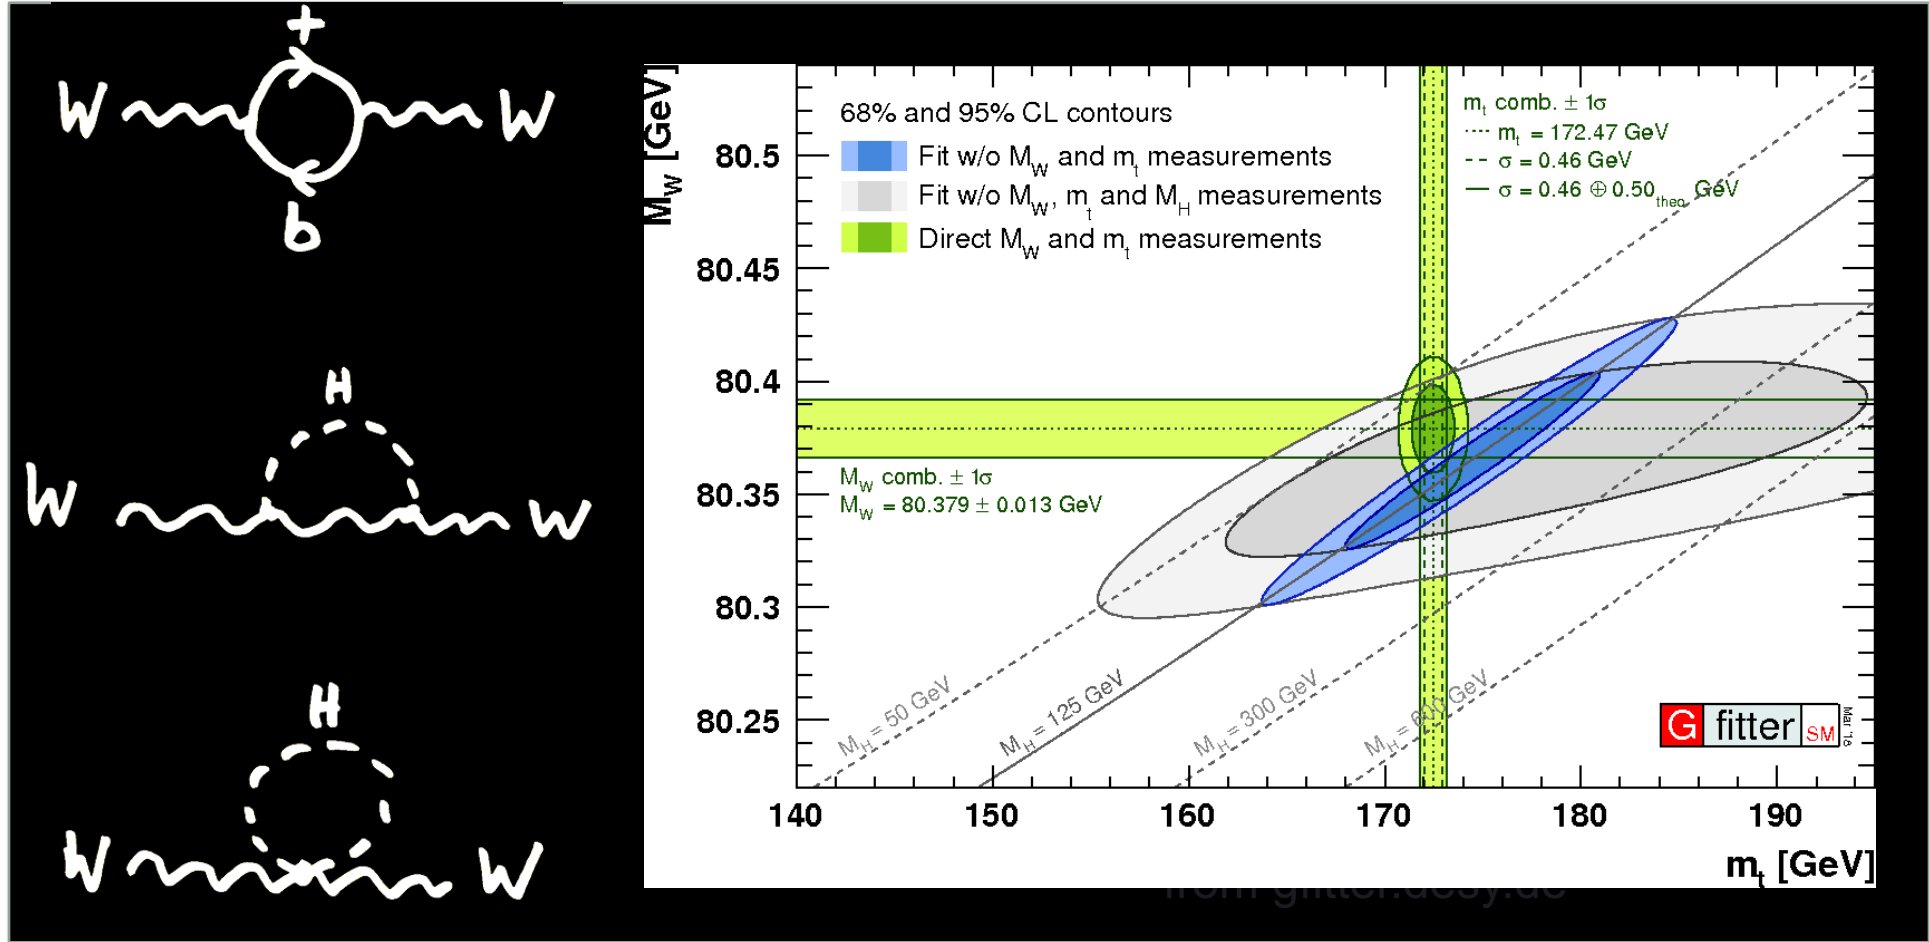 t
W W
b
H
W W
H
W W
M_W [GeV]
80.5
80.45
80.4
80.35
80.3
80.25
68% and 95% CL contours
Fit w/o M_W and m_t measurements
Fit w/o M_W, m_t and M_H measurements
Direct M_W and m_t measurements
m_t comb. ± 1σ
m_t = 172.47 GeV
σ = 0.46 GeV
σ = 0.46 ⊕ 0.50_theo GeV
M_W comb. ± 1σ
M_W = 80.379 ± 0.013 GeV
M_H = 50 GeV
M_H = 125 GeV
M_H = 300 GeV
M_H = 600 GeV
G fitter SM
Mar '18
140 150 160 170 180 190
m_t [GeV]
from gfitter.desy.de